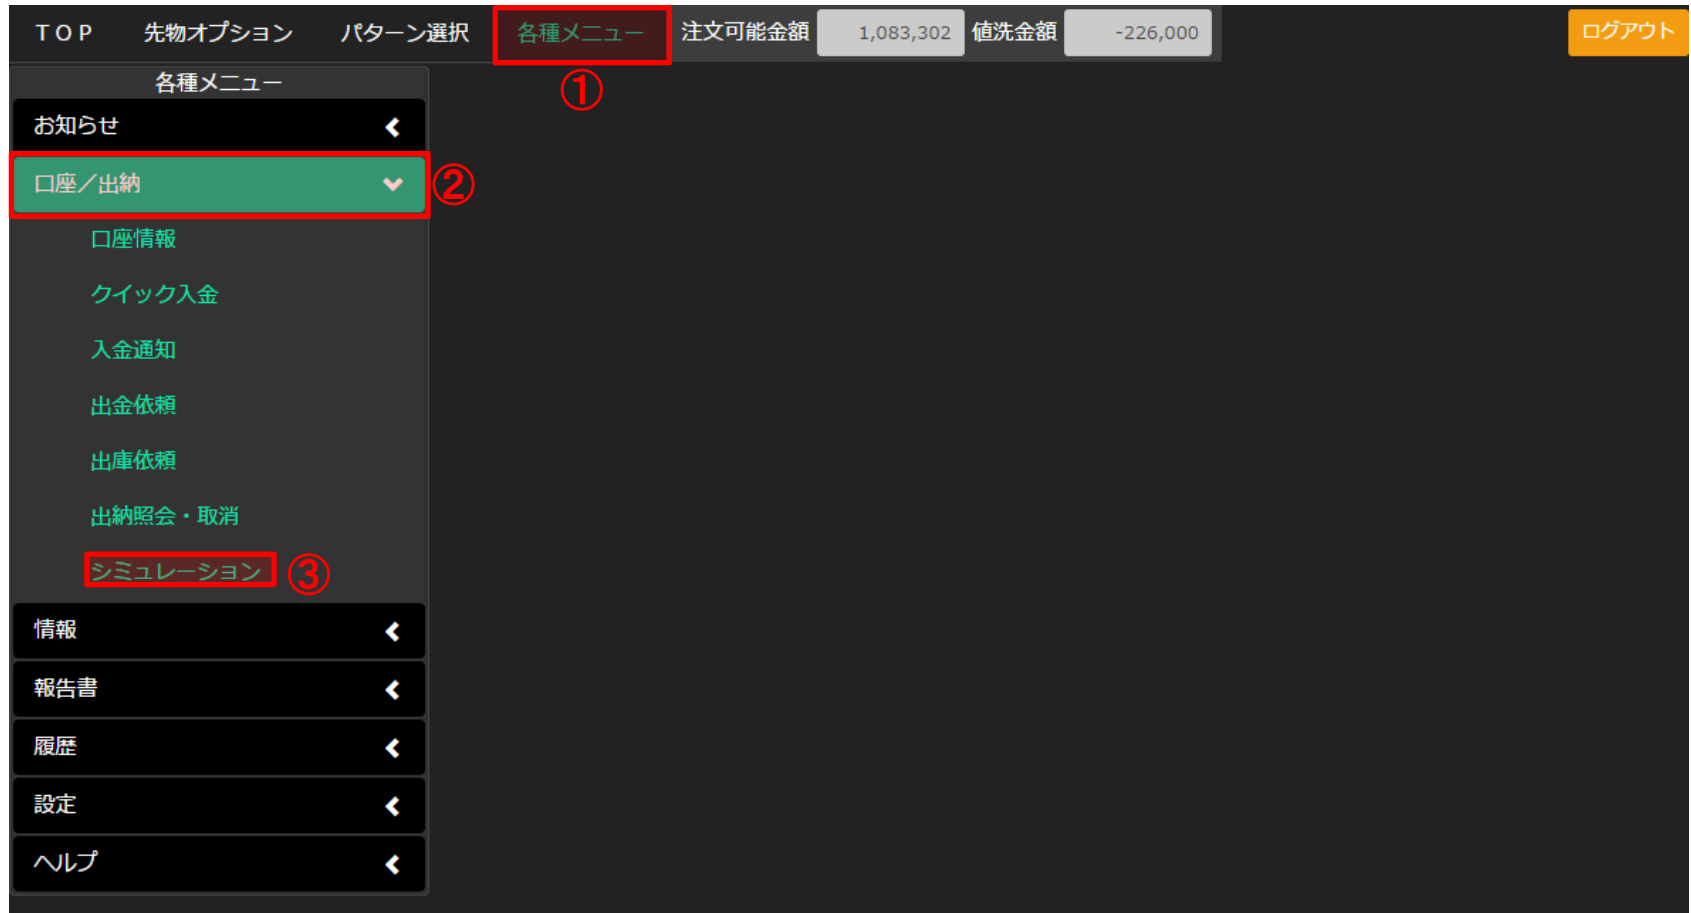 ＴＯＰ 先物オプション パターン選択 各種メニュー 注文可能金額 1,083,302 値洗金額 -226,000 ログアウト
①
各種メニュー
お知らせ
口座／出納 ②
口座情報
クイック入金
入金通知
出金依頼
出庫依頼
出納照会・取消
シミュレーション ③
情報
報告書
履歴
設定
ヘルプ